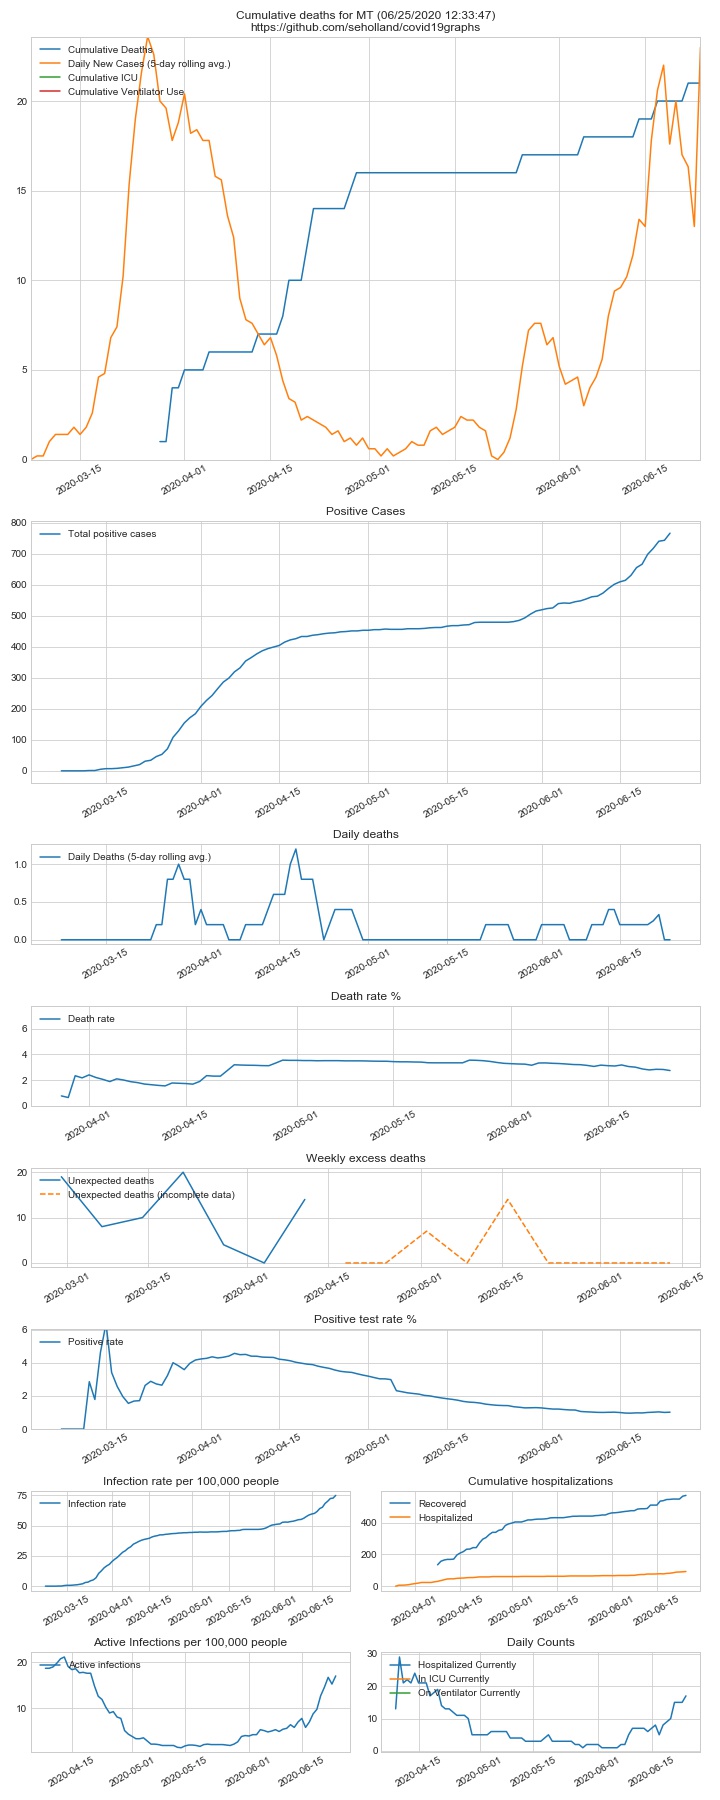 Cumulative deaths for MT (06/25/2020 12:33:47)
https://github.com/seholland/covid19graphs
Cumulative Deaths
Daily New Cases (5-day rolling avg.)
Cumulative ICU
Cumulative Ventilator Use
20
15
10
5
0
2020-03-15 2020-04-01 2020-04-15 2020-05-01 2020-05-15 2020-06-01 2020-06-15
Positive Cases
Total positive cases
800
700
600
500
400
300
200
100
0
2020-03-15 2020-04-01 2020-04-15 2020-05-01 2020-05-15 2020-06-01 2020-06-15
Daily deaths
Daily Deaths (5-day rolling avg.)
1.0
0.5
0.0
2020-03-15 2020-04-01 2020-04-15 2020-05-01 2020-05-15 2020-06-01 2020-06-15
Death rate %
Death rate
6
4
2
0
2020-04-01 2020-04-15 2020-05-01 2020-05-15 2020-06-01 2020-06-15
Weekly excess deaths
Unexpected deaths
Unexpected deaths (incomplete data)
20
10
0
2020-03-01 2020-03-15 2020-04-01 2020-04-15 2020-05-01 2020-05-15 2020-06-01 2020-06-15
Positive test rate %
Positive rate
6
4
2
0
2020-03-15 2020-04-01 2020-04-15 2020-05-01 2020-05-15 2020-06-01 2020-06-15
Infection rate per 100,000 people
Infection rate
75
50
25
0
2020-03-15 2020-04-01 2020-04-15 2020-05-01 2020-05-15 2020-06-01 2020-06-15
Cumulative hospitalizations
Recovered
Hospitalized
400
200
0
2020-04-01 2020-04-15 2020-05-01 2020-05-15 2020-06-01 2020-06-15
Active Infections per 100,000 people
Active infections
20
10
2020-04-15 2020-05-01 2020-05-15 2020-06-01 2020-06-15
Daily Counts
Hospitalized Currently
In ICU Currently
On Ventilator Currently
30
20
10
0
2020-04-15 2020-05-01 2020-05-15 2020-06-01 2020-06-15